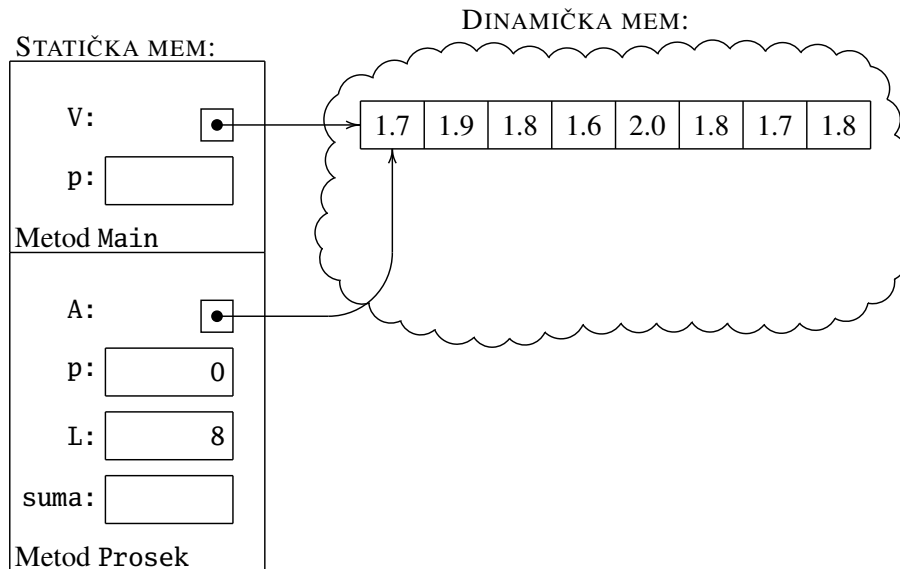 DINAMIČKA MEM:
STATIČKA MEM:
V:
1.7 1.9 1.8 1.6 2.0 1.8 1.7 1.8
p:
Metod Main
A:
p: 0
L: 8
suma:
Metod Prosek